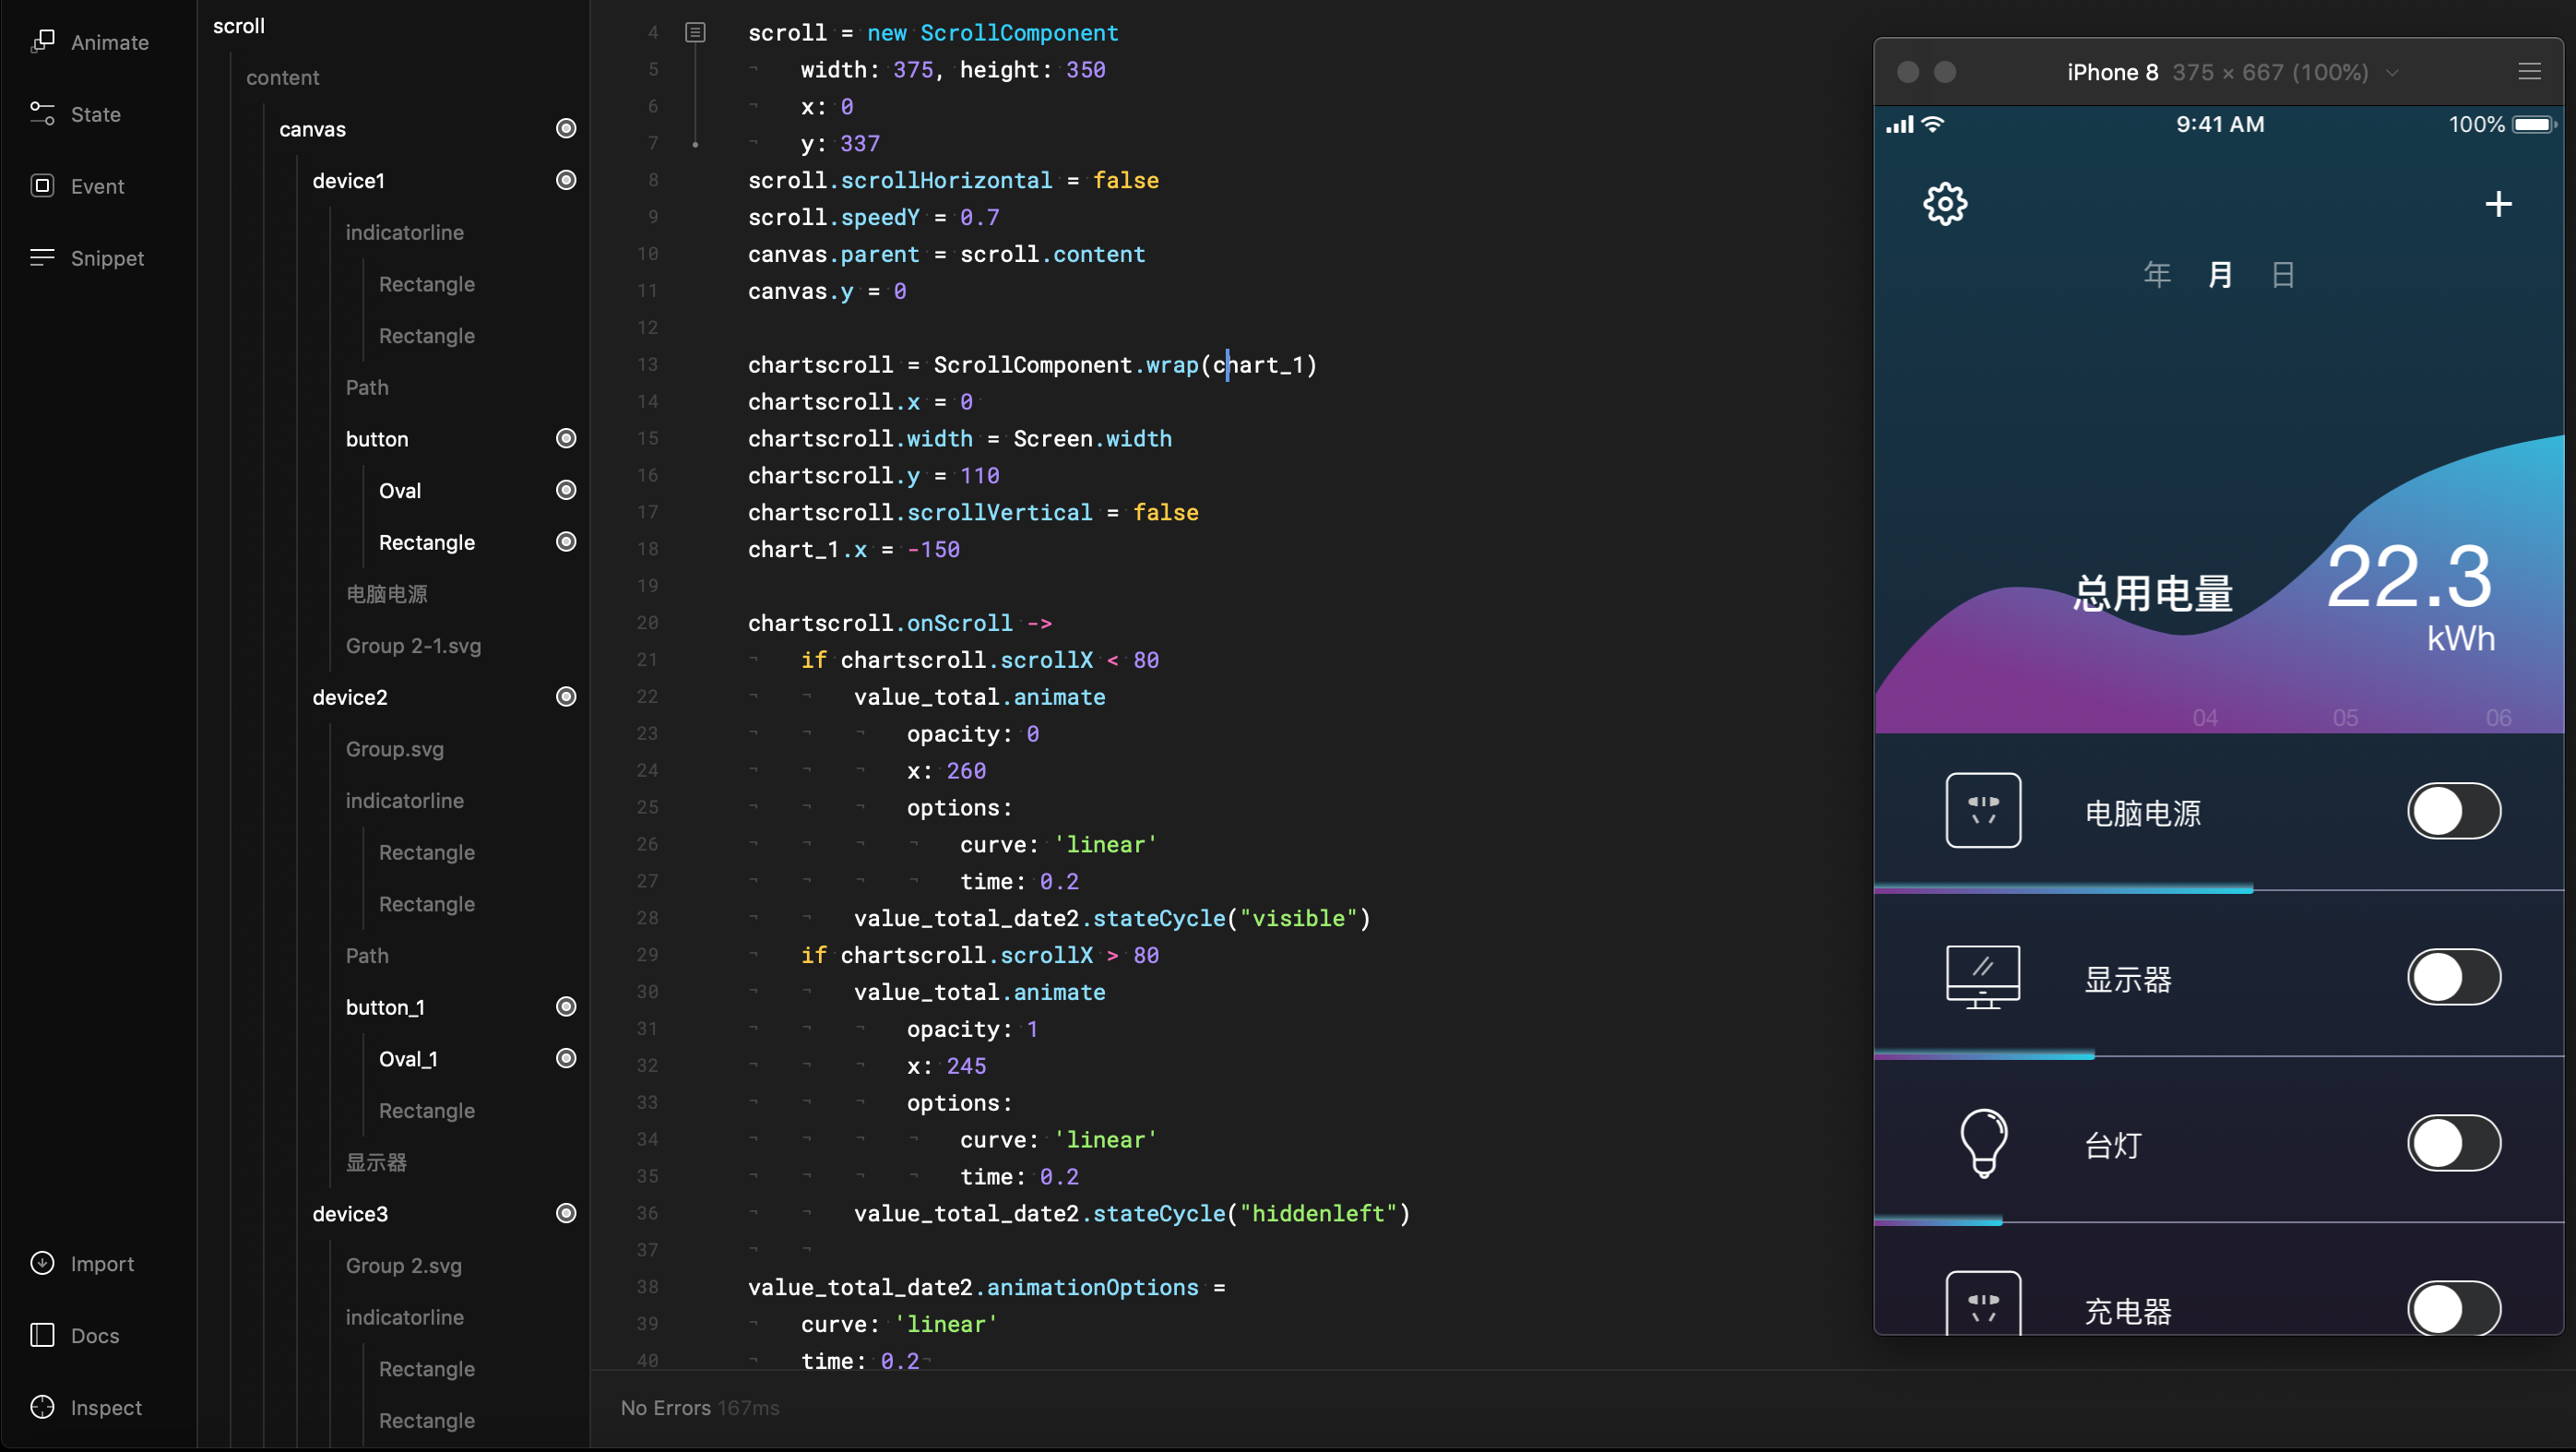 Animate
State
Event
Snippet
Import
Docs
Inspect
scroll
content
canvas
device1
indicatorline
Rectangle
Rectangle
Path
button
Oval
Rectangle
电脑电源
Group 2-1.svg
device2
Group.svg
indicatorline
Rectangle
Rectangle
Path
button_1
Oval_1
Rectangle
显示器
device3
Group 2.svg
indicatorline
Rectangle
Rectangle
4 scroll = new ScrollComponent
5 width: 375, height: 350
6 x: 0
7 y: 337
8 scroll.scrollHorizontal = false
9 scroll.speedY = 0.7
10 canvas.parent = scroll.content
11 canvas.y = 0
12
13 chartscroll = ScrollComponent.wrap(chart_1)
14 chartscroll.x = 0
15 chartscroll.width = Screen.width
16 chartscroll.y = 110
17 chartscroll.scrollVertical = false
18 chart_1.x = -150
19
20 chartscroll.onScroll ->
21 if chartscroll.scrollX < 80
22 value_total.animate
23 opacity: 0
24 x: 260
25 options:
26 curve: 'linear'
27 time: 0.2
28 value_total_date2.stateCycle("visible")
29 if chartscroll.scrollX > 80
30 value_total.animate
31 opacity: 1
32 x: 245
33 options:
34 curve: 'linear'
35 time: 0.2
36 value_total_date2.stateCycle("hiddenleft")
37
38 value_total_date2.animationOptions =
39 curve: 'linear'
40 time: 0.2
No Errors 167ms
iPhone 8 375 × 667 (100%)
9:41 AM 100%
年 月 日
总用电量 22.3
kWh
04 05 06
电脑电源
显示器
台灯
充电器